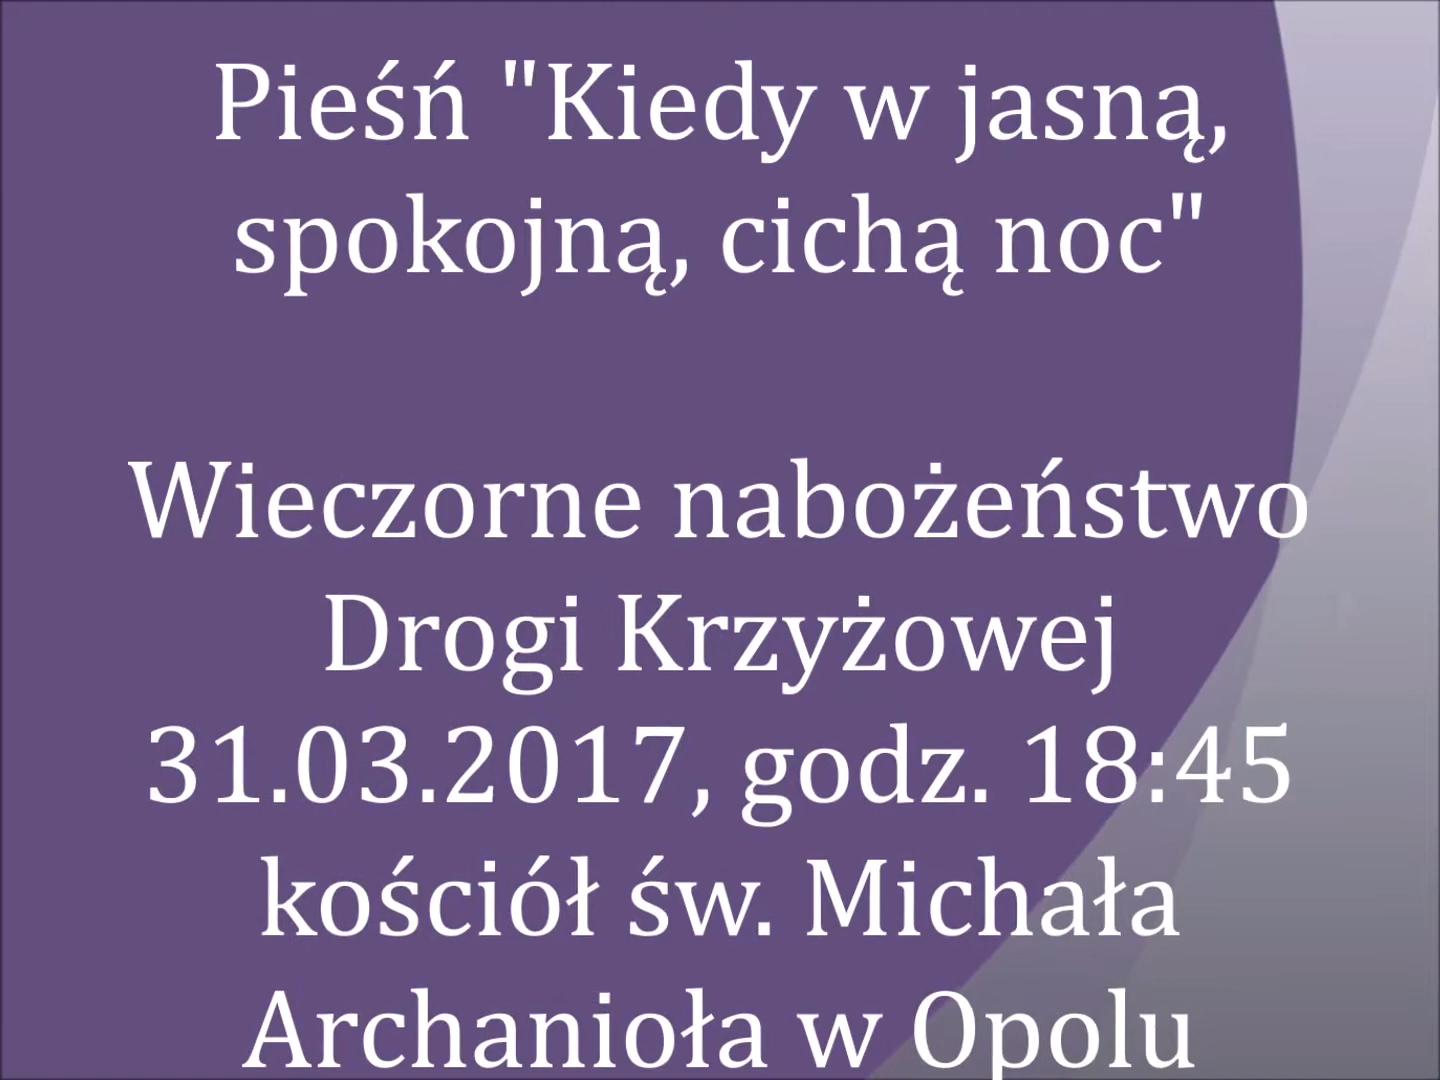 Pieśń "Kiedy w jasną,
spokojną, cichą noc"
Wieczorne nabożeństwo
Drogi Krzyżowej
31.03.2017, godz. 18:45
kościół św. Michała
Archanioła w Opolu